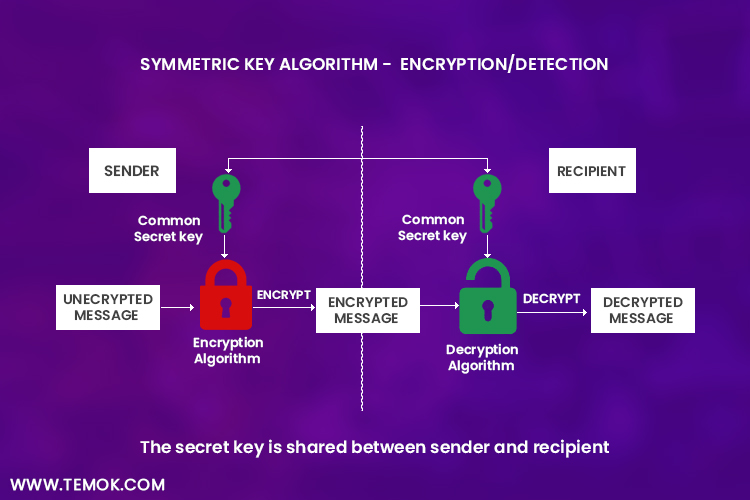 SYMMETRIC KEY ALGORITHM - ENCRYPTION/DETECTION
SENDER
RECIPIENT
Common
Secret key
Common
Secret key
UNECRYPTED
MESSAGE
ENCRYPT
ENCRYPTED
MESSAGE
DECRYPT
DECRYPTED
MESSAGE
Encryption
Algorithm
Decryption
Algorithm
The secret key is shared between sender and recipient
WWW.TEMOK.COM